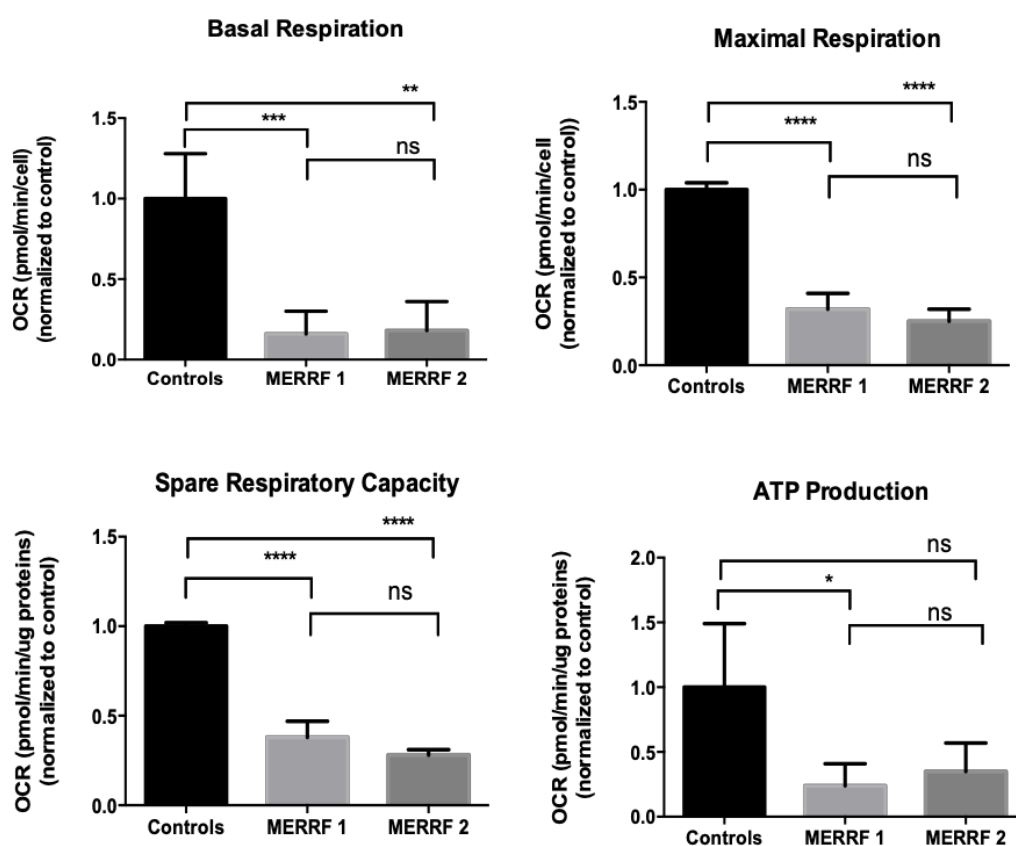 Basal Respiration
OCR (pmol/min/cell)
(normalized to control)
1.5
1.0
0.5
0.0
**
***
ns
Controls MERRF 1 MERRF 2
Maximal Respiration
OCR (pmol/min/cell
(normalized to control))
1.5
1.0
0.5
0.0
****
****
ns
Controls MERRF 1 MERRF 2
Spare Respiratory Capacity
OCR (pmol/min/ug proteins)
(normalized to control)
1.5
1.0
0.5
0.0
****
****
ns
Controls MERRF 1 MERRF 2
ATP Production
OCR (pmol/min/ug proteins)
(normalized to control)
2.0
1.5
1.0
0.5
0.0
ns
*
ns
Controls MERRF 1 MERRF 2